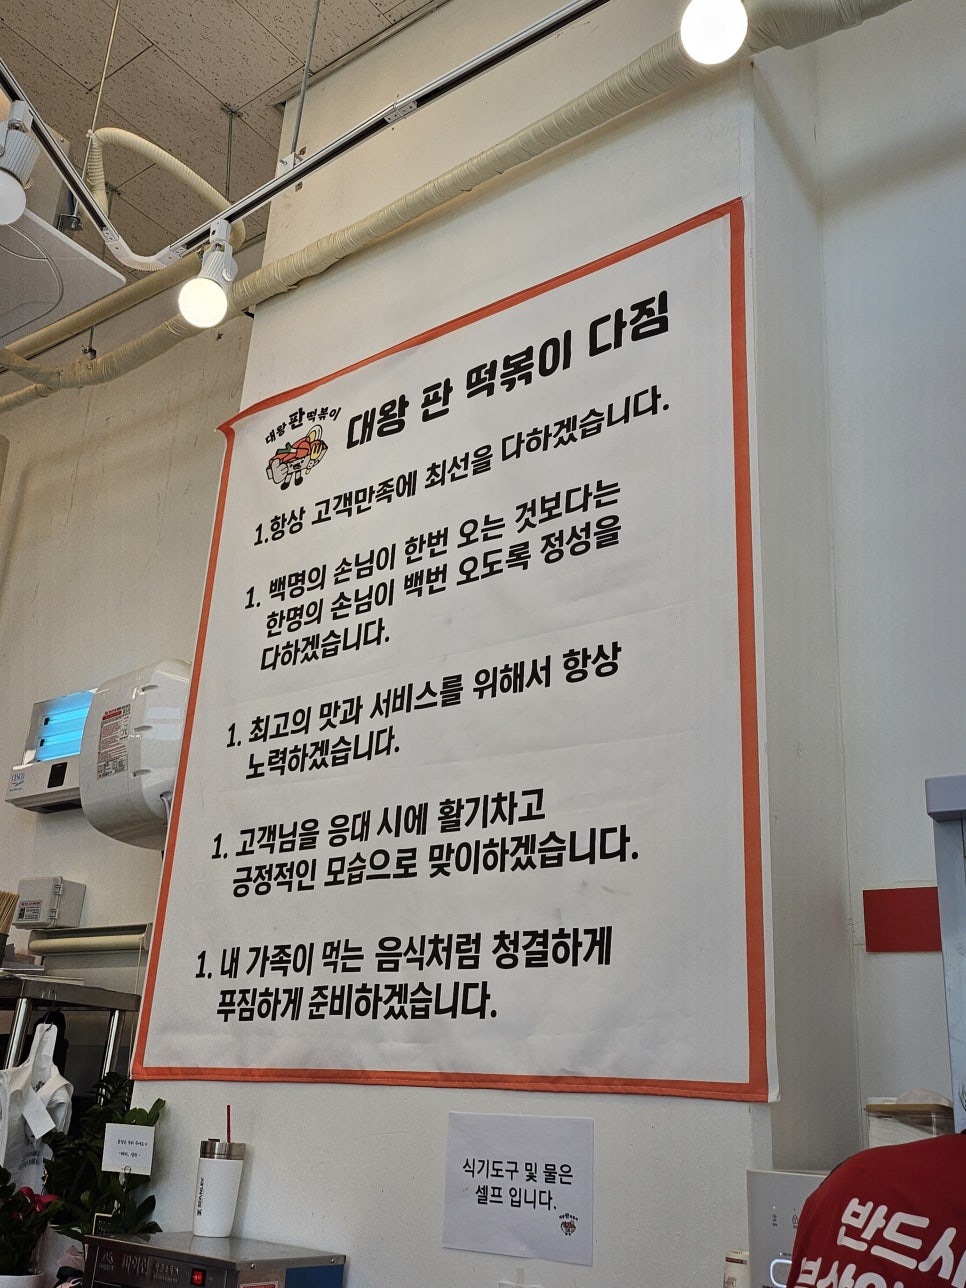 대왕 판떡볶이
대왕 판 떡볶이 다짐
1.항상 고객만족에 최선을 다하겠습니다.
1. 백명의 손님이 한번 오는 것보다는
한명의 손님이 백번 오도록 정성을
다하겠습니다.
1. 최고의 맛과 서비스를 위해서 항상
노력하겠습니다.
1. 고객님을 응대 시에 활기차고
긍정적인 모습으로 맞이하겠습니다.
1. 내 가족이 먹는 음식처럼 청결하게
푸짐하게 준비하겠습니다.
식기도구 및 물은
셀프 입니다.
반드시